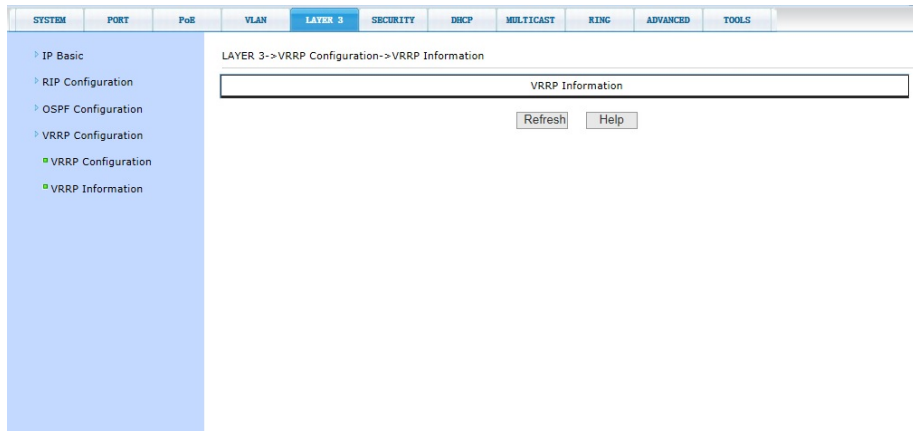 SYSTEM PORT PoE VLAN LAYER 3 SECURITY DHCP MULTICAST RING ADVANCED TOOLS
IP Basic
RIP Configuration
OSPF Configuration
VRRP Configuration
VRRP Configuration
VRRP Information
LAYER 3->VRRP Configuration->VRRP Information
VRRP Information
Refresh Help